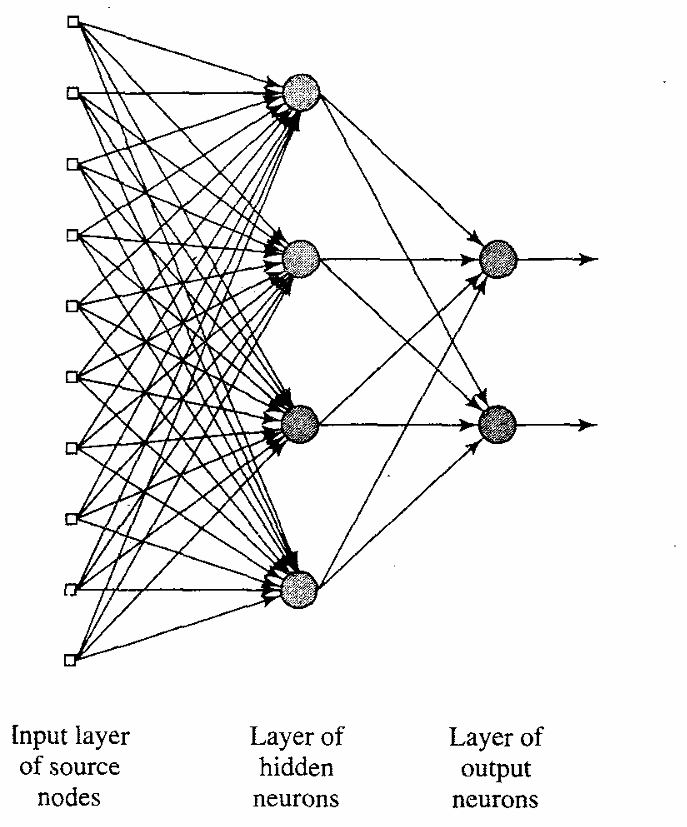 Input layer
of source
nodes
Layer of
hidden
neurons
Layer of
output
neurons